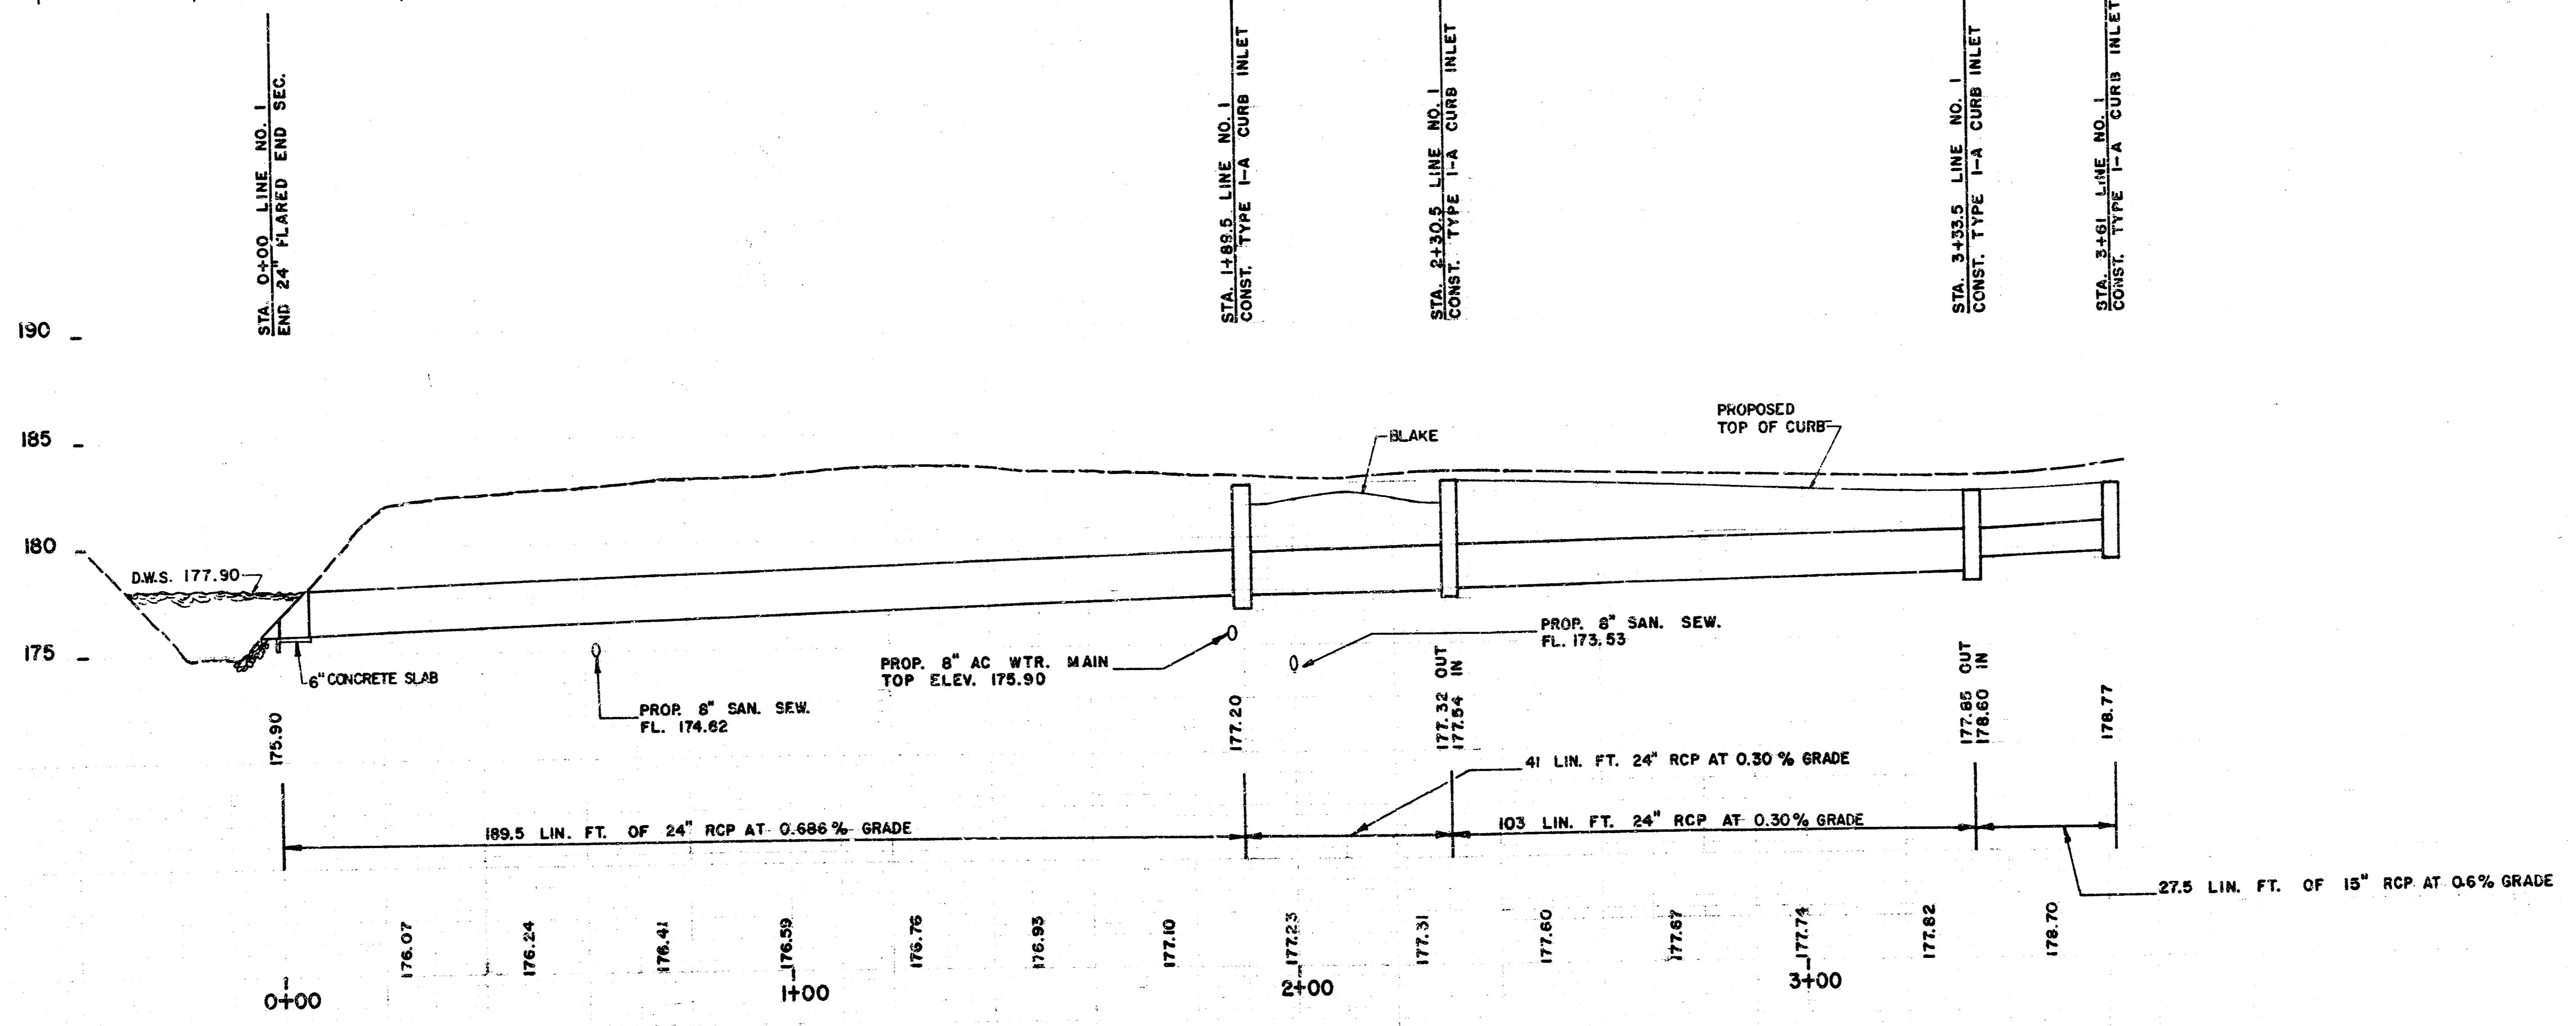 STA. 0+00 LINE NO. 1
END 24" FLARED END SEC.
STA. 1+89.5 LINE NO. 1
CONST. TYPE 1-A CURB INLET
STA. 2+30.5 LINE NO. 1
CONST. TYPE 1-A CURB INLET
STA. 3+33.5 LINE NO. 1
CONST. TYPE 1-A CURB INLET
STA. 3+61 LINE NO. 1
CONST. TYPE 1-A CURB INLET
190
185
180
175
PROPOSED
TOP OF CURB
BLAKE
D.W.S. 177.90
6" CONCRETE SLAB
PROP. 8" SAN. SEW.
FL. 174.62
PROP. 8" AC WTR. MAIN
TOP ELEV. 175.90
PROP. 8" SAN. SEW.
FL. 173.53
175.90
177.20
177.32 OUT
177.54 IN
177.85 OUT
178.60 IN
178.77
41 LIN. FT. 24" RCP AT 0.30 % GRADE
189.5 LIN. FT. OF 24" RCP AT 0.686% GRADE
103 LIN. FT. 24" RCP AT 0.30% GRADE
27.5 LIN. FT. OF 15" RCP AT 0.6% GRADE
176.07
176.24
176.41
176.59
176.76
176.93
177.10
177.23
177.31
177.60
177.67
177.74
177.82
178.70
0+00
1+00
2+00
3+00